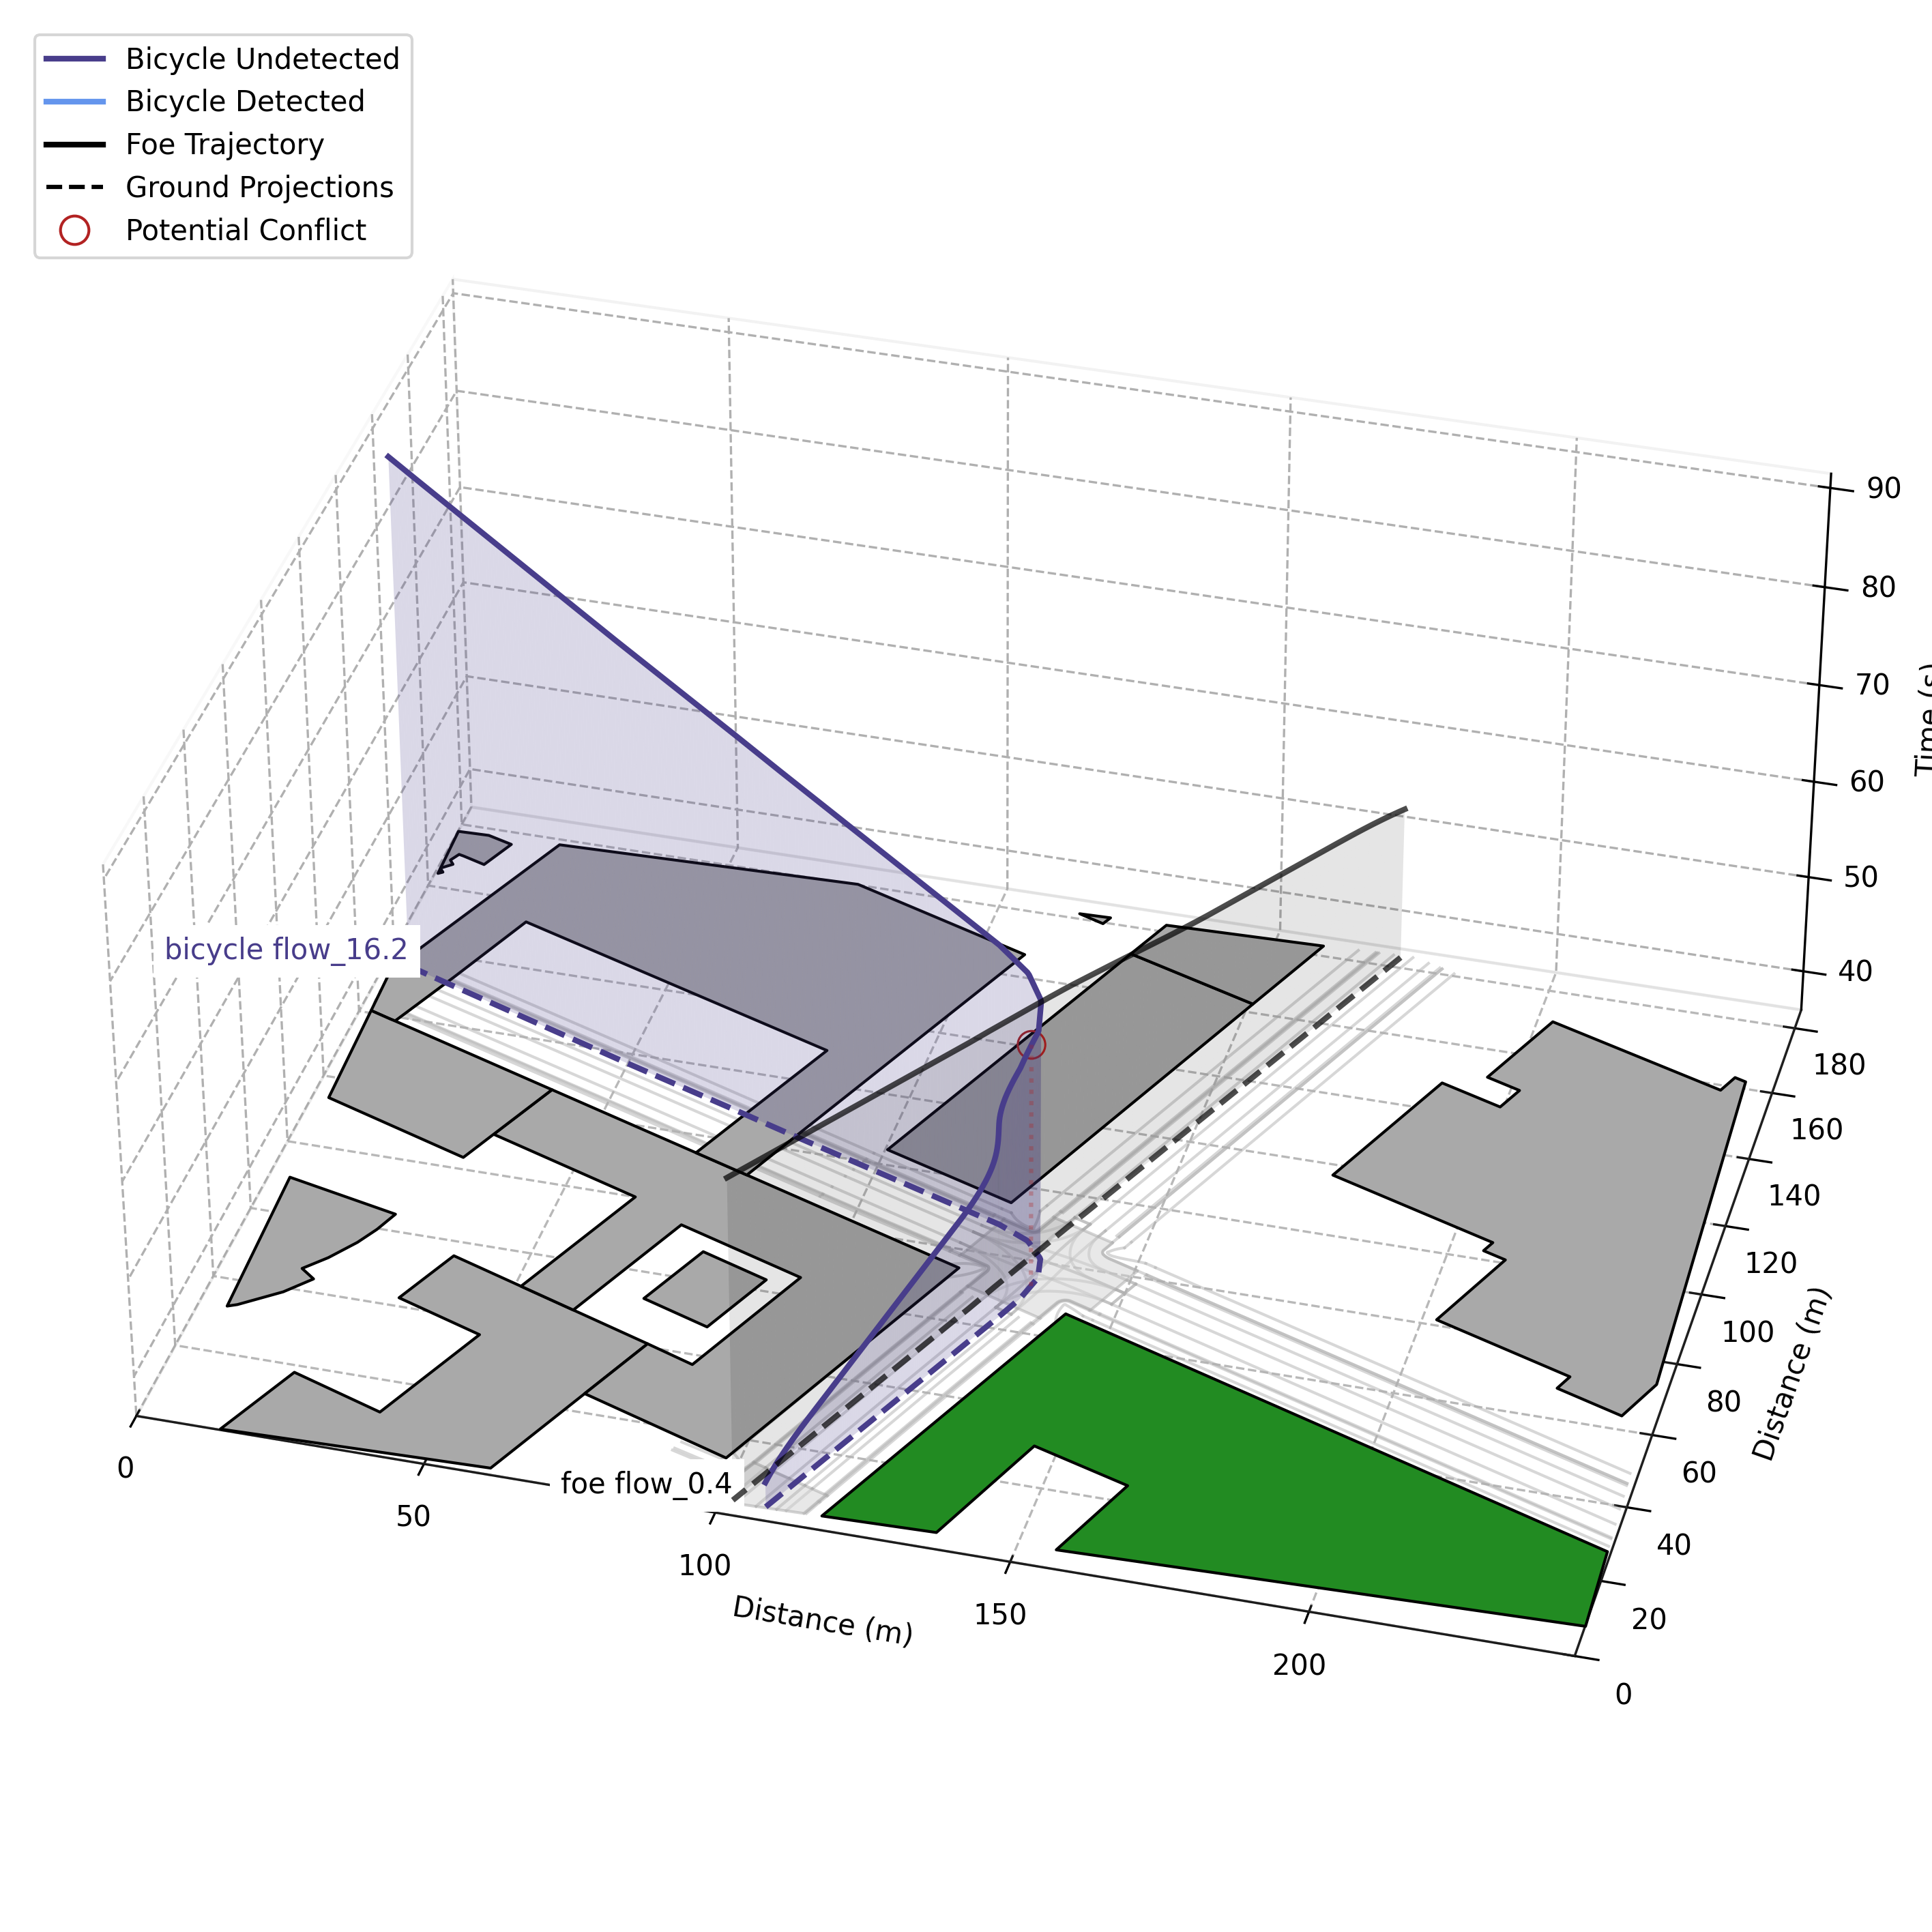 Bicycle Undetected
Bicycle Detected
Foe Trajectory
Ground Projections
Potential Conflict
90
80
70
60
50
40
Time (s)
bicycle flow_16.2
foe flow_0.4
0
50
100
150
200
Distance (m)
180
160
140
120
100
80
60
40
20
0
Distance (m)